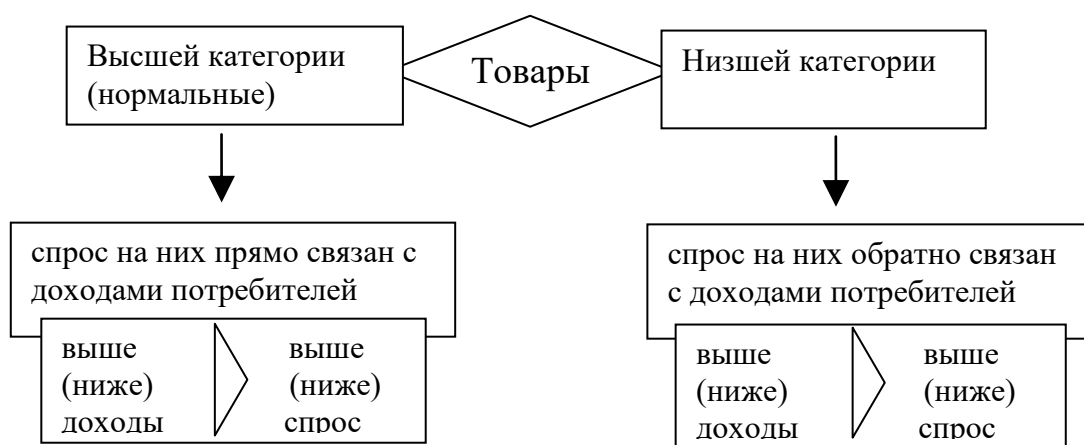 Высшей категории
(нормальные)
Товары
Низшей категории
спрос на них прямо связан с
доходами потребителей
спрос на них обратно связан
с доходами потребителей
выше
(ниже)
доходы
выше
(ниже)
спрос
выше
(ниже)
доходы
выше
(ниже)
спрос